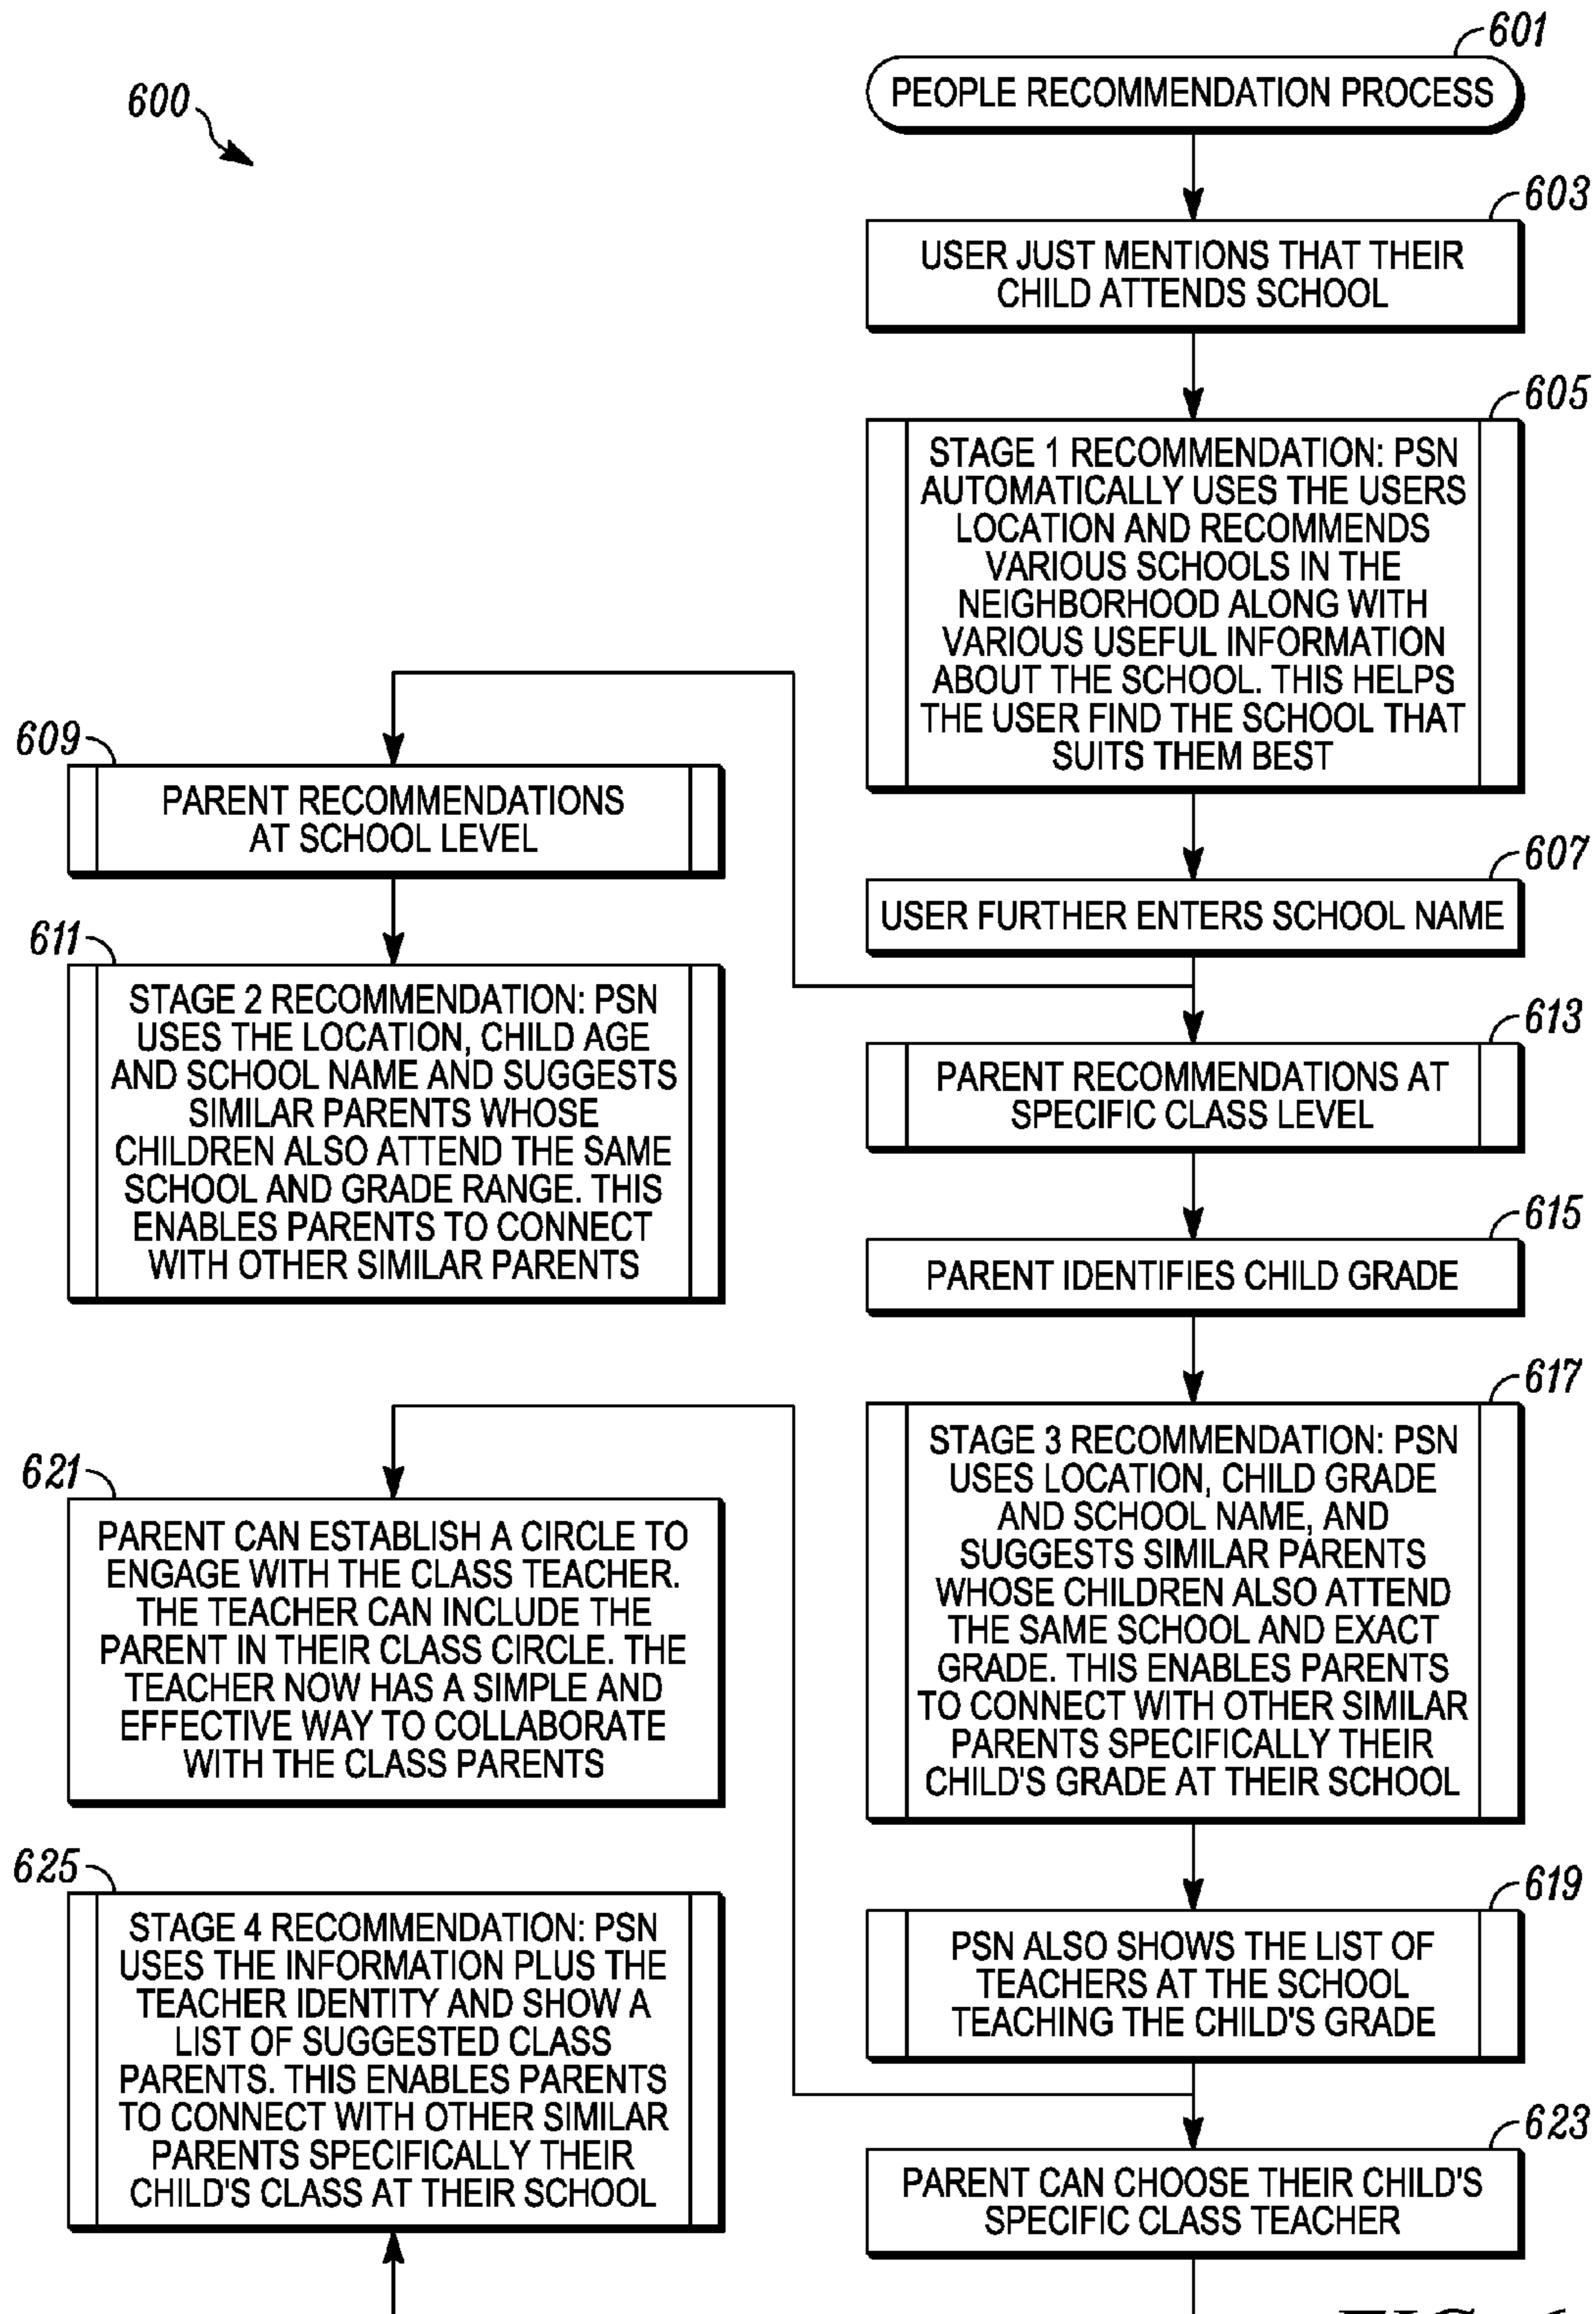 600
601
PEOPLE RECOMMENDATION PROCESS
603
USER JUST MENTIONS THAT THEIR
CHILD ATTENDS SCHOOL
605
STAGE 1 RECOMMENDATION: PSN
AUTOMATICALLY USES THE USERS
LOCATION AND RECOMMENDS
VARIOUS SCHOOLS IN THE
NEIGHBORHOOD ALONG WITH
VARIOUS USEFUL INFORMATION
ABOUT THE SCHOOL. THIS HELPS
THE USER FIND THE SCHOOL THAT
SUITS THEM BEST
607
USER FURTHER ENTERS SCHOOL NAME
609
PARENT RECOMMENDATIONS
AT SCHOOL LEVEL
611
STAGE 2 RECOMMENDATION: PSN
USES THE LOCATION, CHILD AGE
AND SCHOOL NAME AND SUGGESTS
SIMILAR PARENTS WHOSE
CHILDREN ALSO ATTEND THE SAME
SCHOOL AND GRADE RANGE. THIS
ENABLES PARENTS TO CONNECT
WITH OTHER SIMILAR PARENTS
613
PARENT RECOMMENDATIONS AT
SPECIFIC CLASS LEVEL
615
PARENT IDENTIFIES CHILD GRADE
617
STAGE 3 RECOMMENDATION: PSN
USES LOCATION, CHILD GRADE
AND SCHOOL NAME, AND
SUGGESTS SIMILAR PARENTS
WHOSE CHILDREN ALSO ATTEND
THE SAME SCHOOL AND EXACT
GRADE. THIS ENABLES PARENTS
TO CONNECT WITH OTHER SIMILAR
PARENTS SPECIFICALLY THEIR
CHILD'S GRADE AT THEIR SCHOOL
619
PSN ALSO SHOWS THE LIST OF
TEACHERS AT THE SCHOOL
TEACHING THE CHILD'S GRADE
621
PARENT CAN ESTABLISH A CIRCLE TO
ENGAGE WITH THE CLASS TEACHER.
THE TEACHER CAN INCLUDE THE
PARENT IN THEIR CLASS CIRCLE. THE
TEACHER NOW HAS A SIMPLE AND
EFFECTIVE WAY TO COLLABORATE
WITH THE CLASS PARENTS
623
PARENT CAN CHOOSE THEIR CHILD'S
SPECIFIC CLASS TEACHER
625
STAGE 4 RECOMMENDATION: PSN
USES THE INFORMATION PLUS THE
TEACHER IDENTITY AND SHOW A
LIST OF SUGGESTED CLASS
PARENTS. THIS ENABLES PARENTS
TO CONNECT WITH OTHER SIMILAR
PARENTS SPECIFICALLY THEIR
CHILD'S CLASS AT THEIR SCHOOL